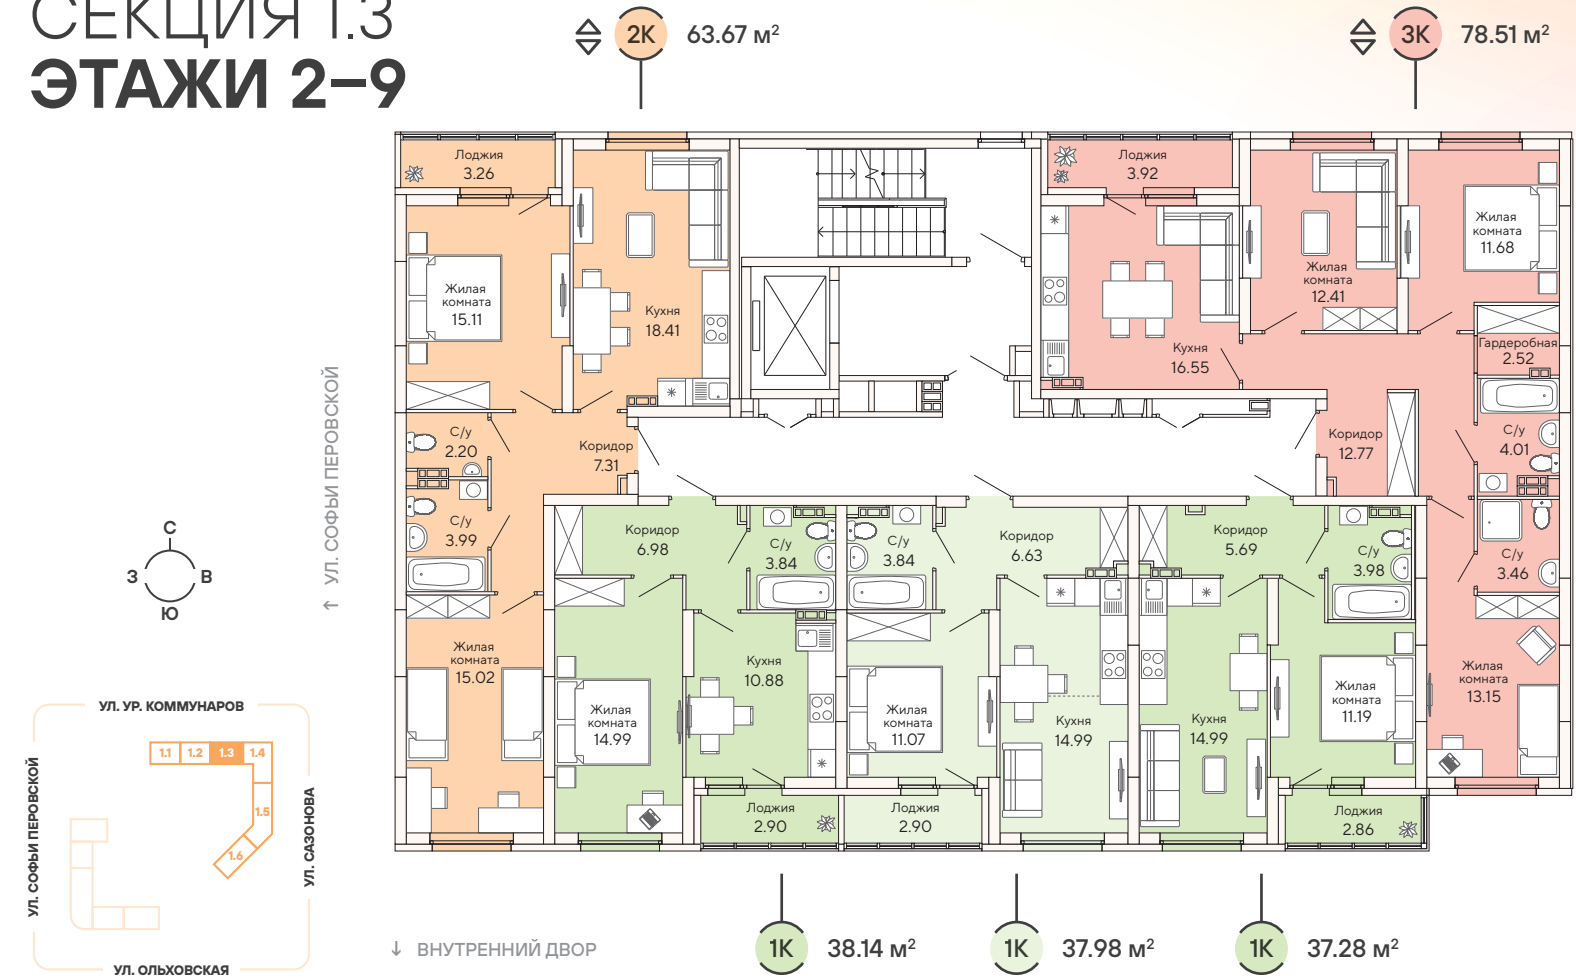 СЕКЦИЯ 1.3
ЭТАЖИ 2–9
2К 63.67 м²
3К 78.51 м²
Лоджия
3.26
Жилая
комната
15.11
Кухня
18.41
Лоджия
3.92
Кухня
16.55
Жилая
комната
12.41
Жилая
комната
11.68
Гардеробная
2.52
С/у
2.20
Коридор
7.31
С/у
3.99
Коридор
12.77
С/у
4.01
С/у
3.46
Коридор
6.98
С/у
3.84
С/у
3.84
Коридор
6.63
Коридор
5.69
С/у
3.98
Жилая
комната
15.02
Жилая
комната
14.99
Кухня
10.88
Жилая
комната
11.07
Кухня
14.99
Кухня
14.99
Жилая
комната
11.19
Жилая
комната
13.15
Лоджия
2.90
Лоджия
2.90
Лоджия
2.86
1К 38.14 м²
1К 37.98 м²
1К 37.28 м²
↓ ВНУТРЕННИЙ ДВОР
↑ УЛ. СОФЬИ ПЕРОВСКОЙ
С
З В
Ю
УЛ. УР. КОММУНАРОВ
1.1 1.2 1.3 1.4
1.5
1.6
УЛ. СОФЬИ ПЕРОВСКОЙ
УЛ. САЗОНОВА
УЛ. ОЛЬХОВСКАЯ